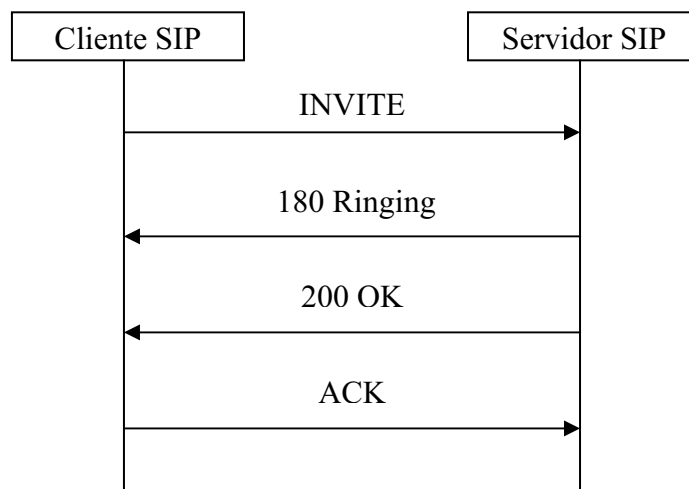 Cliente SIP
Servidor SIP
INVITE
180 Ringing
200 OK
ACK